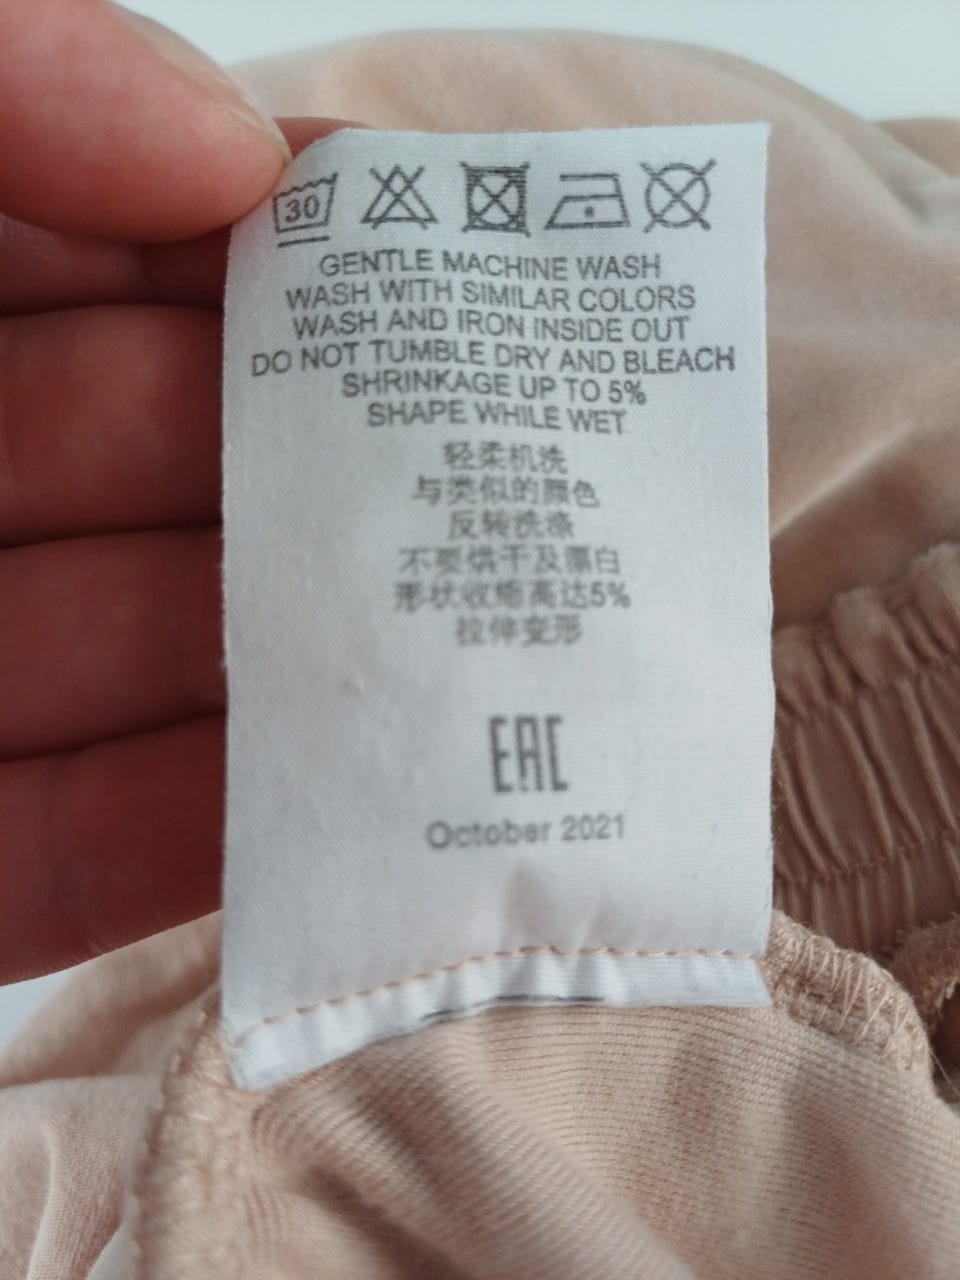 30
GENTLE MACHINE WASH
WASH WITH SIMILAR COLORS
WASH AND IRON INSIDE OUT
DO NOT TUMBLE DRY AND BLEACH
SHRINKAGE UP TO 5%
SHAPE WHILE WET
轻柔机洗
与类似的颜色
反转洗涤
不要烘干及漂白
形状收缩高达5%
拉伸变形
EAC
October 2021